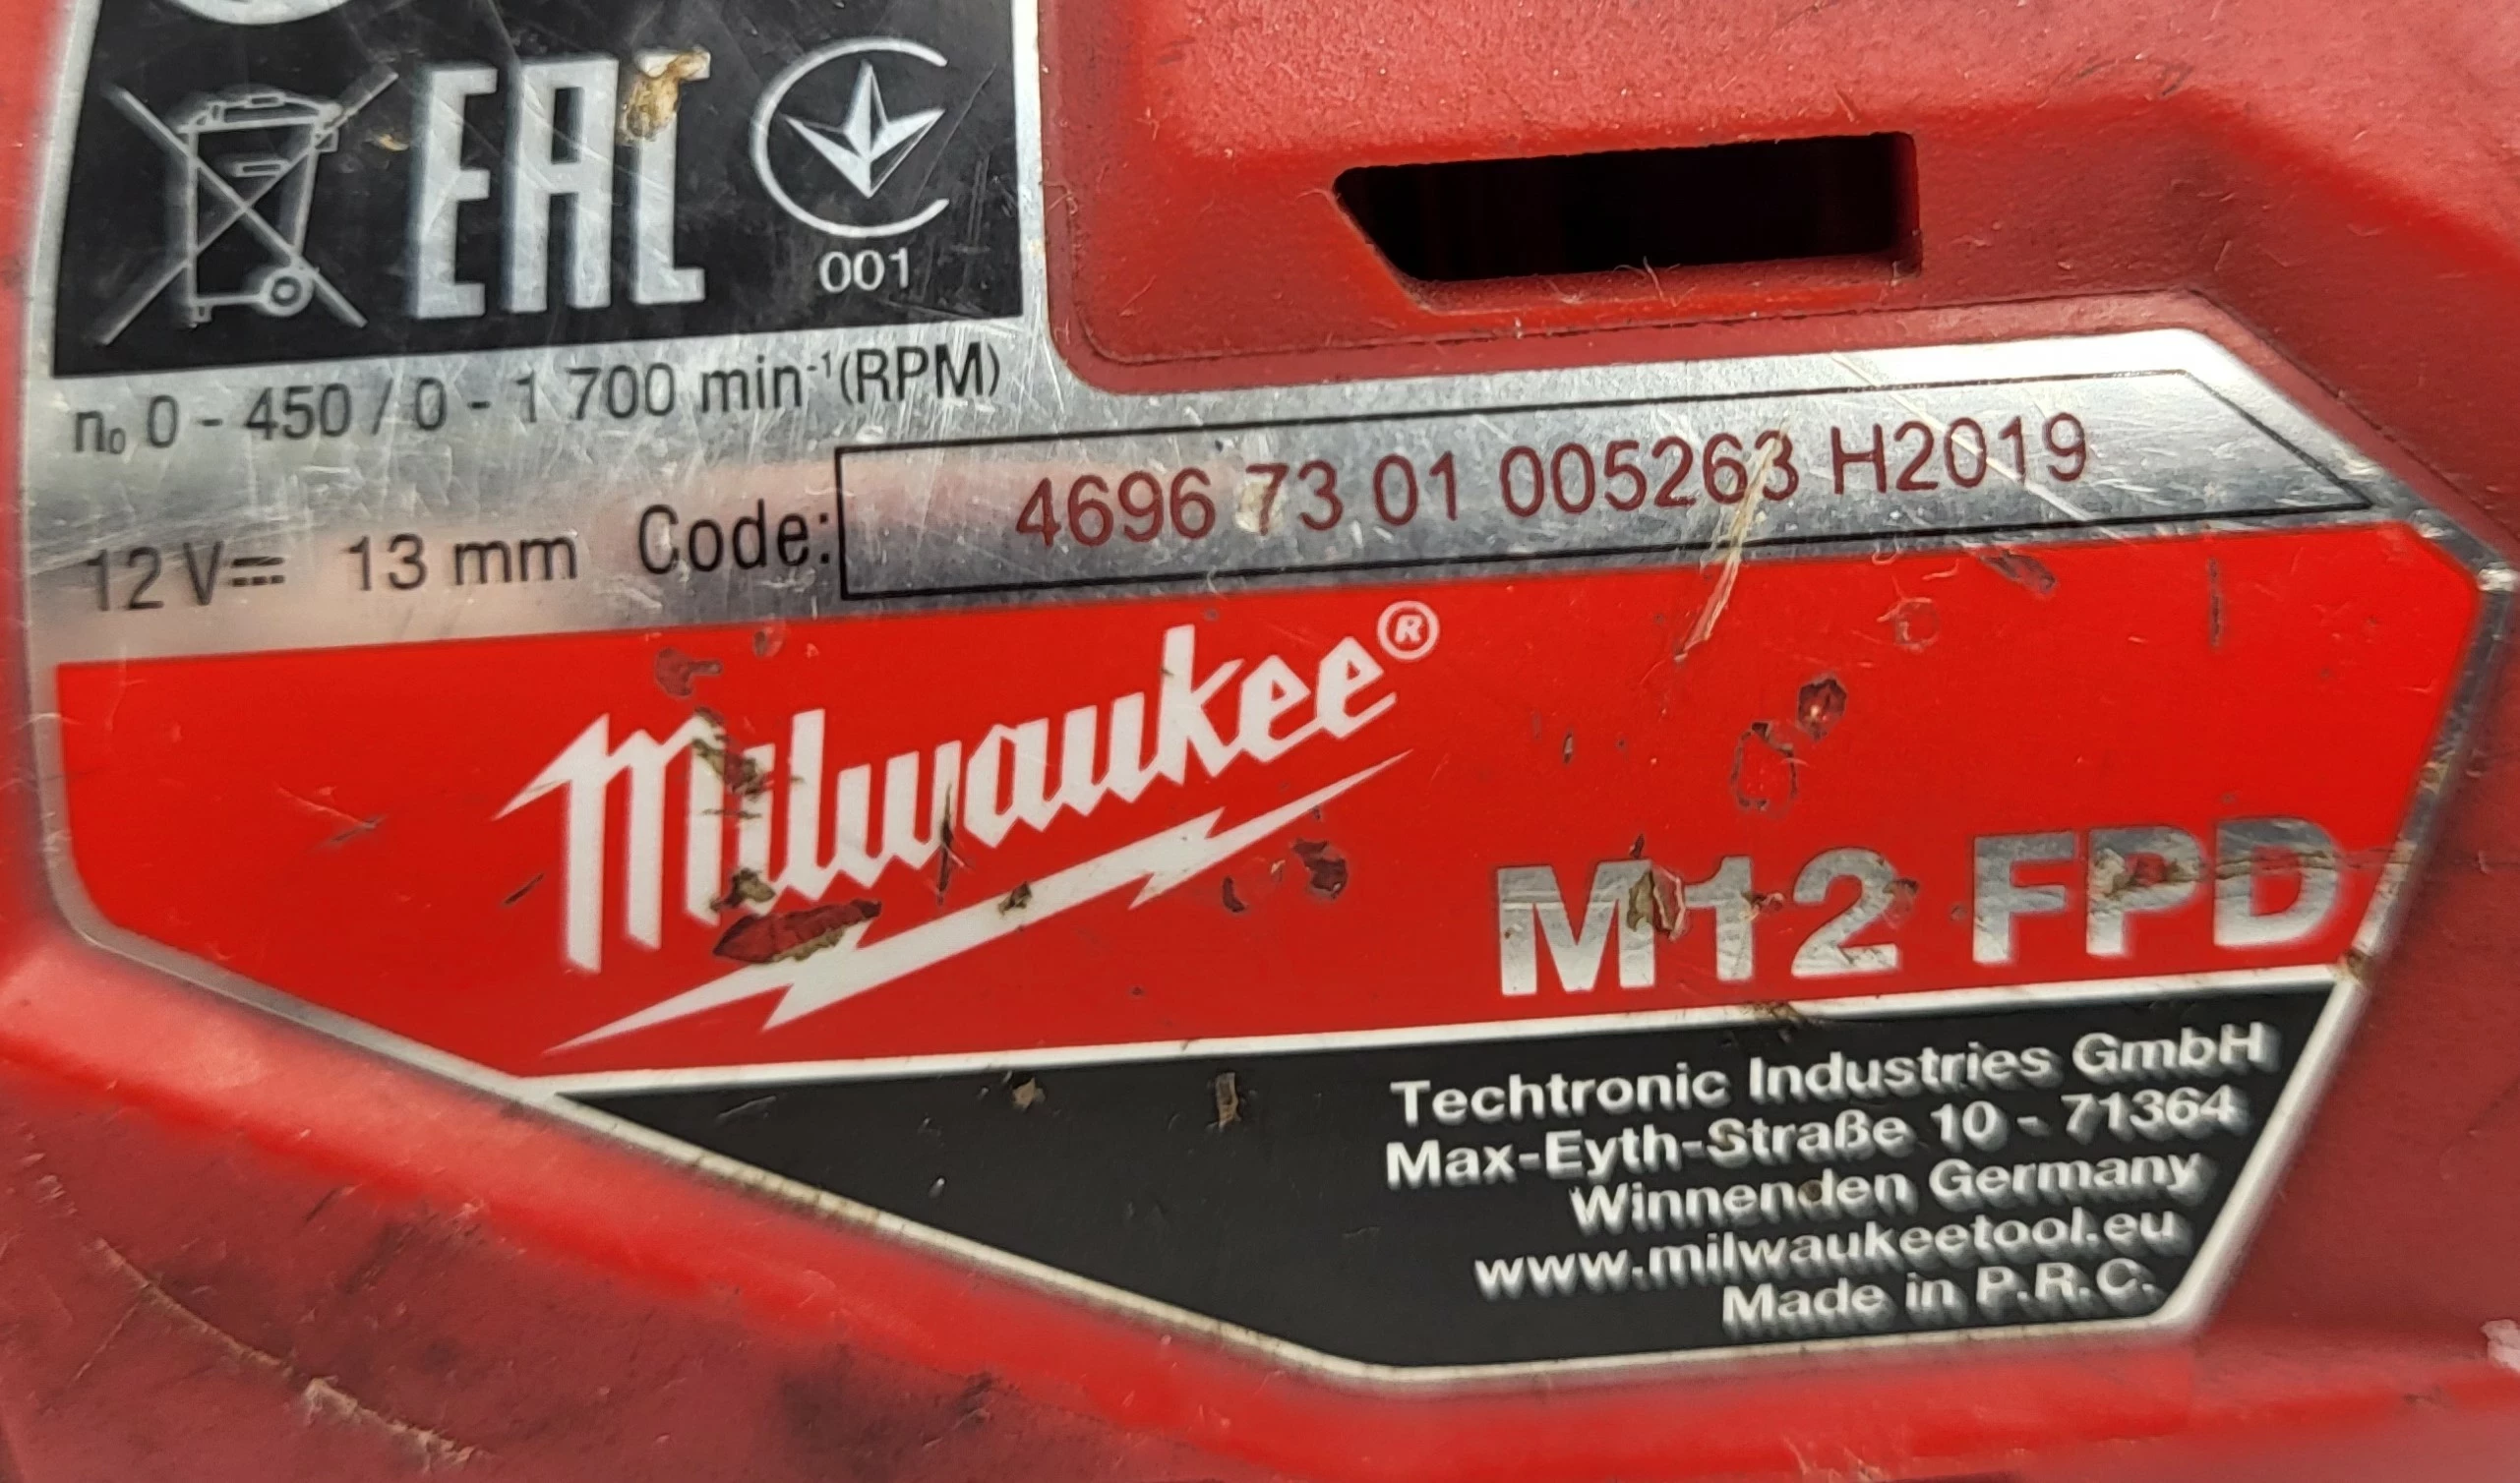 EAC
001
n₀ 0 - 450 / 0 - 1 700 min⁻¹ (RPM)
12 V⎓ 13 mm Code: 4696 73 01 005263 H2019
Milwaukee®
M12 FPD
Techtronic Industries GmbH
Max-Eyth-Straße 10 - 71364
Winnenden Germany
www.milwaukeetool.eu
Made in P.R.C.